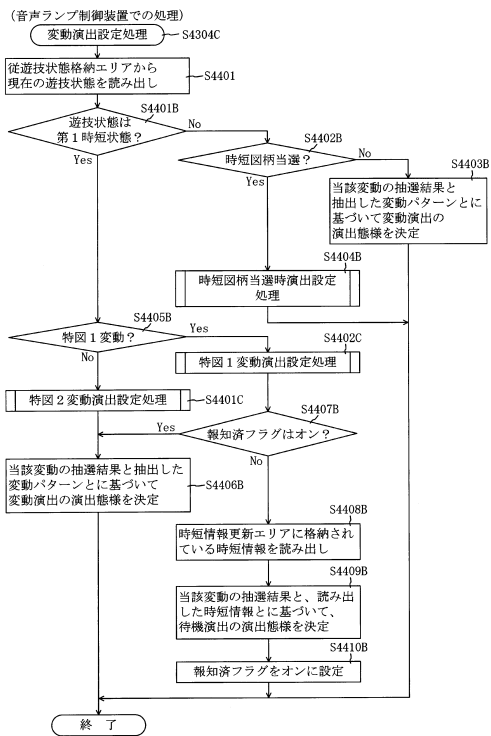 (音声ランプ制御装置での処理)
変動演出設定処理
S4304C
従遊技状態格納エリアから
現在の遊技状態を読み出し
S4401
遊技状態は
第1時短状態?
S4401B
No
Yes
時短図柄当選?
S4402B
No
Yes
S4403B
当該変動の抽選結果と
抽出した変動パターンとに
基づいて変動演出の
演出態様を決定
S4404B
時短図柄当選時演出設定
処理
特図1変動?
S4405B
Yes
No
S4402C
特図1変動演出設定処理
特図2変動演出設定処理
S4401C
報知済フラグはオン?
S4407B
Yes
No
当該変動の抽選結果と抽出した
変動パターンとに基づいて
変動演出の演出態様を決定
S4406B
S4408B
時短情報更新エリアに格納され
ている時短情報を読み出し
S4409B
当該変動の抽選結果と、読み出
した時短情報とに基づいて、
待機演出の演出態様を決定
S4410B
報知済フラグをオンに設定
終 了